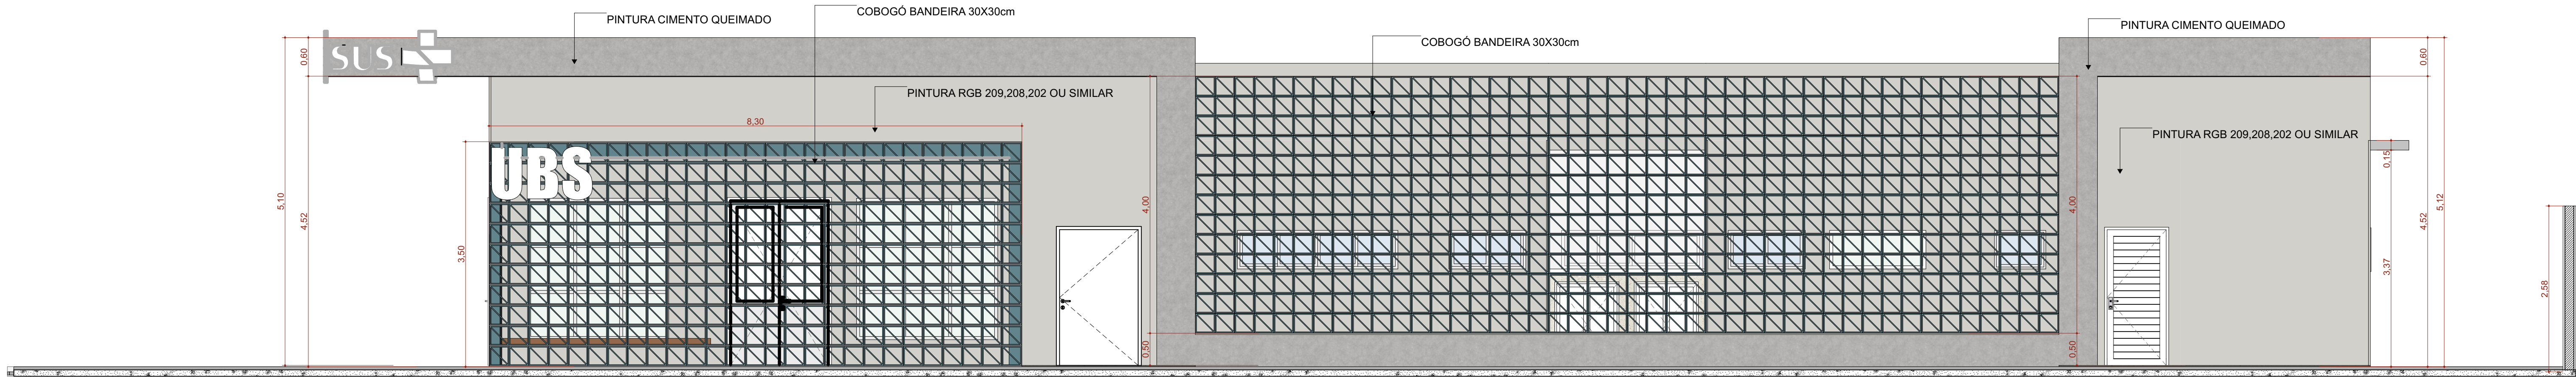 PINTURA CIMENTO QUEIMADO
COBOGÓ BANDEIRA 30X30cm
COBOGÓ BANDEIRA 30X30cm
PINTURA CIMENTO QUEIMADO
SUS
0,60
0,60
PINTURA RGB 209,208,202 OU SIMILAR
8,30
PINTURA RGB 209,208,202 OU SIMILAR
UBS
0,15
5,10
4,52
3,50
4,00
4,00
4,52
5,12
3,37
2,58
0,50
0,50